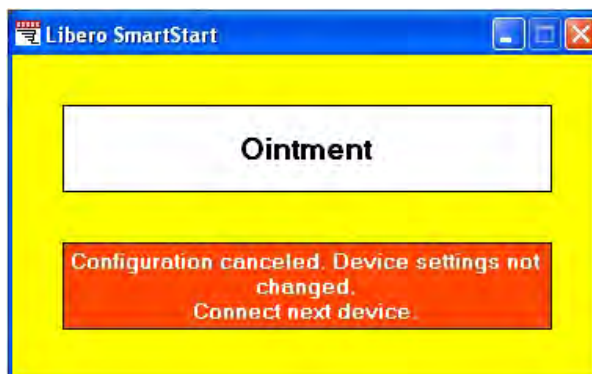 Libero SmartStart
Ointment
Configuration canceled. Device settings not
changed.
Connect next device.